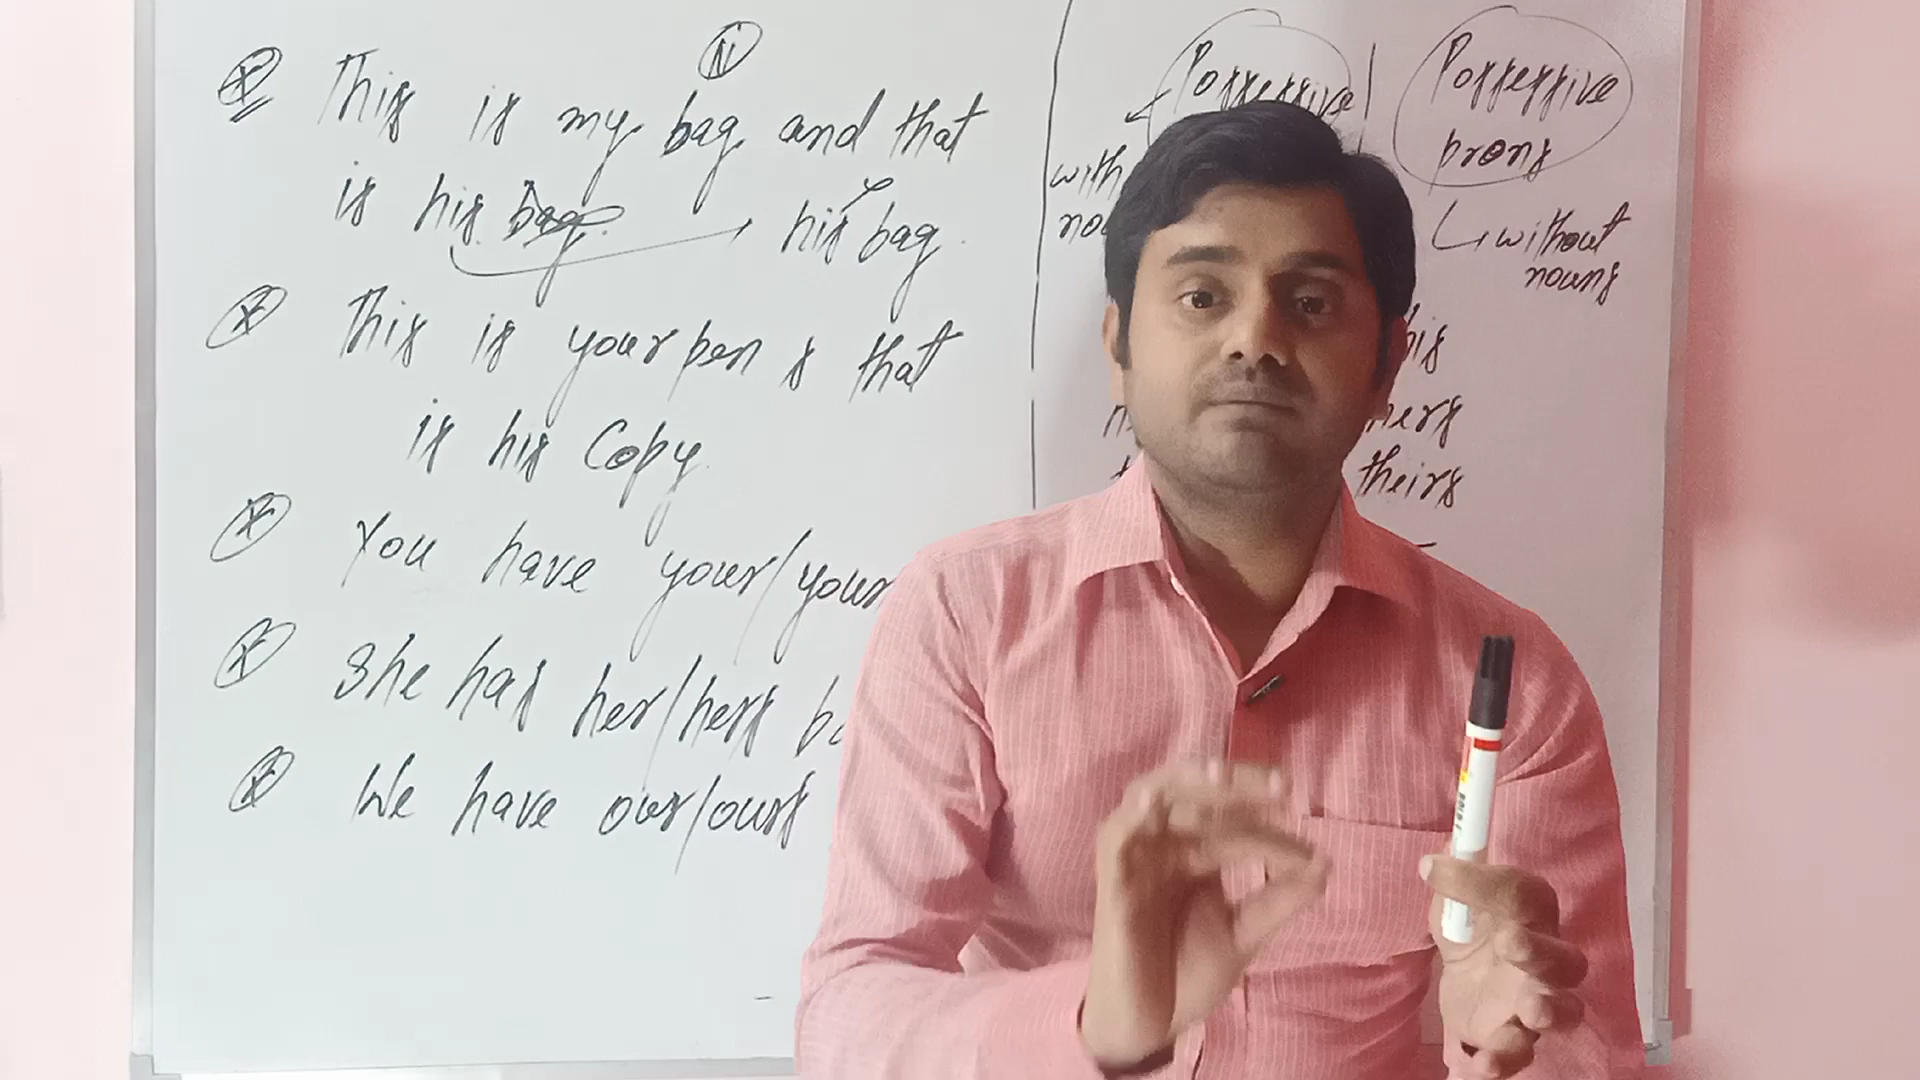 N
This is my bag and that
is his bag. his bag.
This is your pen & that
is his Copy.
You have your/your
She has her/hers
We have our/ours
Possessive
with
Possessive
prons
without
nouns
his
hers
theirs